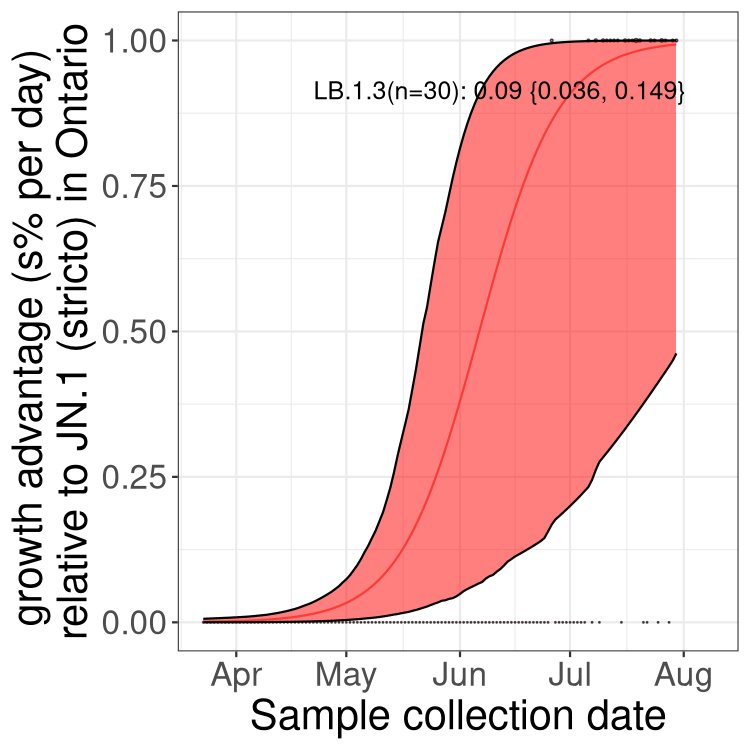 growth advantage (s% per day)
relative to JN.1 (stricto) in Ontario
1.00
0.75
0.50
0.25
0.00
LB.1.3(n=30): 0.09 {0.036, 0.149}
Apr May Jun Jul Aug
Sample collection date